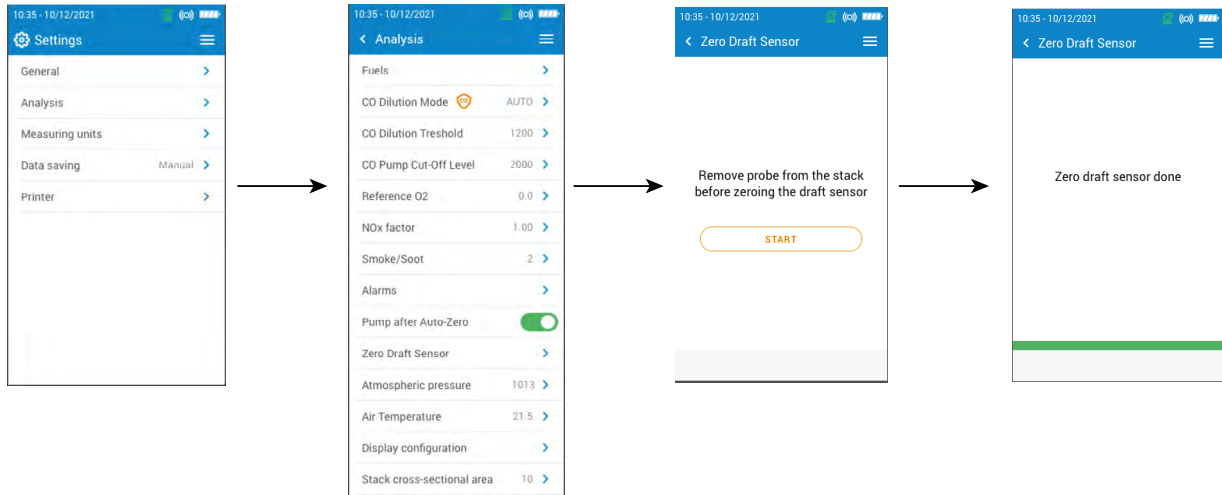 10:35 - 10/12/2021
Settings
General
Analysis
Measuring units
Data saving Manual
Printer
10:35 - 10/12/2021
Analysis
Fuels
CO Dilution Mode AUTO
CO Dilution Treshold 1200
CO Pump Cut-Off Level 2000
Reference O2 0.0
NOx factor 1.00
Smoke/Soot 2
Alarms
Pump after Auto-Zero
Zero Draft Sensor
Atmospheric pressure 1013
Air Temperature 21.5
Display configuration
Stack cross-sectional area 10
10:35 - 10/12/2021
Zero Draft Sensor
Remove probe from the stack
before zeroing the draft sensor
START
10:35 - 10/12/2021
Zero Draft Sensor
Zero draft sensor done